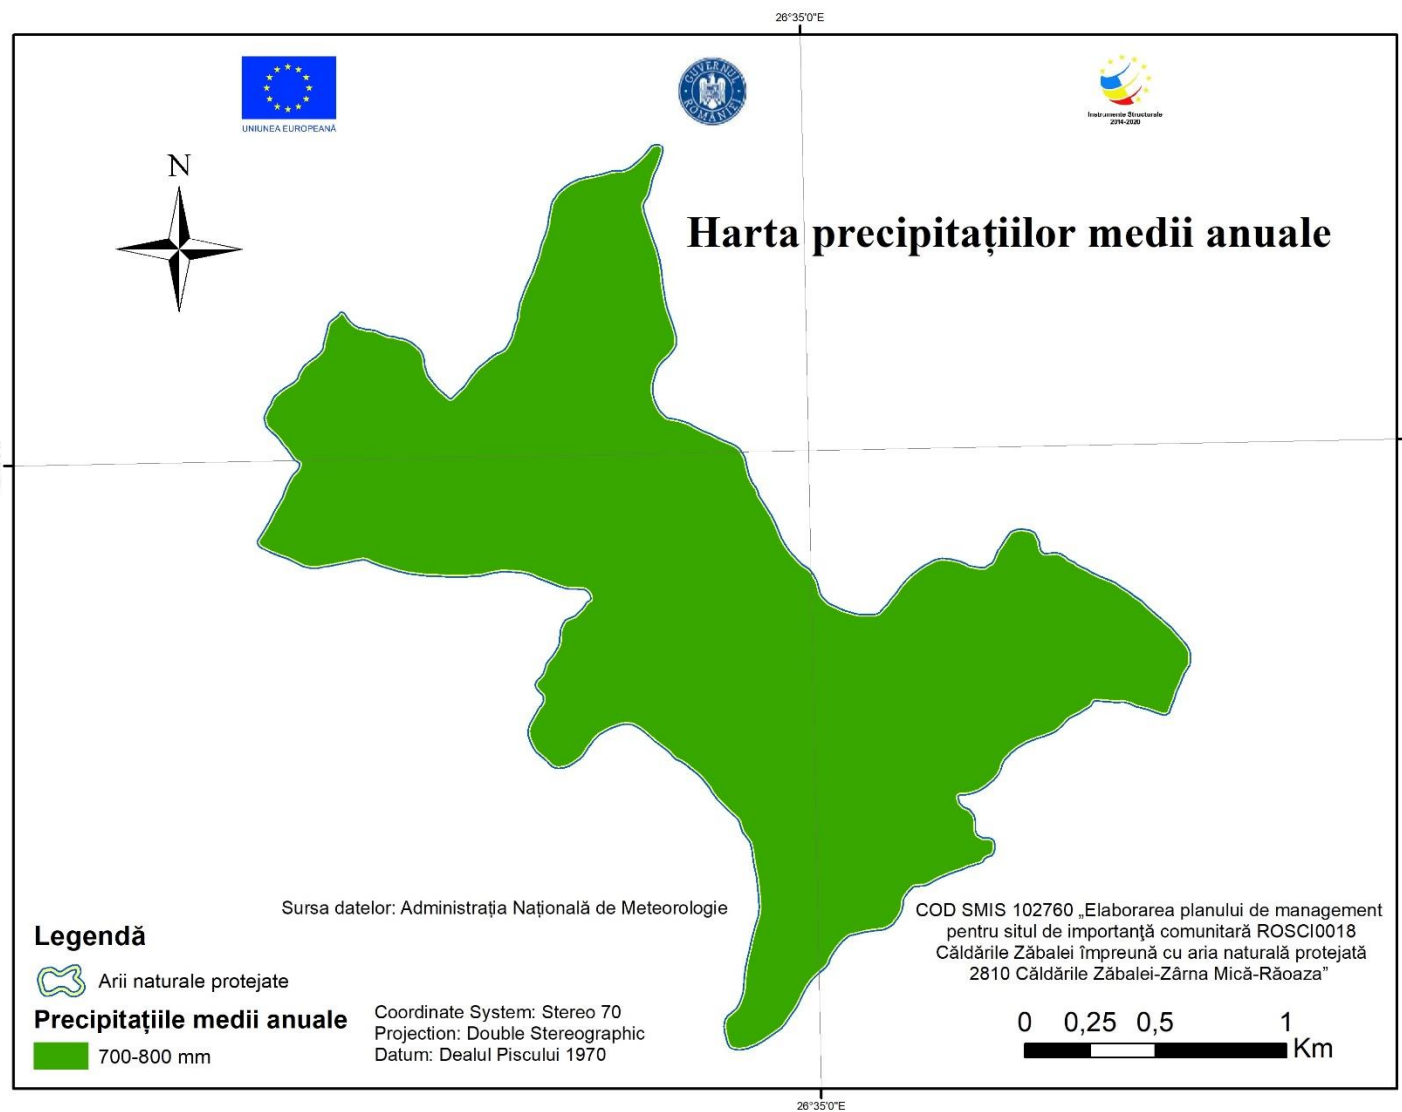 26°35'0"E
UNIUNEA EUROPEANĂ
GUVERNUL ROMÂNIEI
Instrumente Structurale
2014-2020
N
Harta precipitațiilor medii anuale
Sursa datelor: Administrația Națională de Meteorologie
Legendă
Arii naturale protejate
Precipitațiile medii anuale
700-800 mm
Coordinate System: Stereo 70
Projection: Double Stereographic
Datum: Dealul Piscului 1970
COD SMIS 102760 „Elaborarea planului de management
pentru situl de importanţă comunitară ROSCI0018
Căldările Zăbalei împreună cu aria naturală protejată
2810 Căldările Zăbalei-Zârna Mică-Răoaza”
0 0,25 0,5 1
Km
26°35'0"E